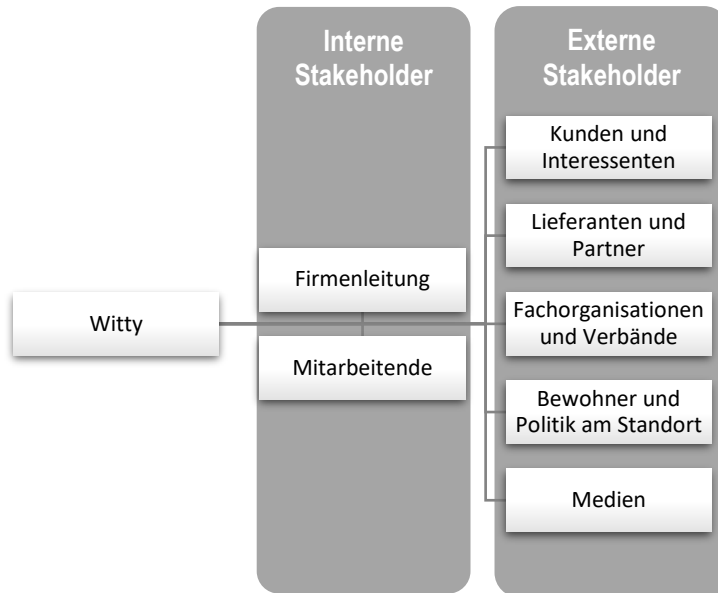 Interne
Stakeholder
Externe
Stakeholder
Kunden und
Interessenten
Lieferanten und
Partner
Firmenleitung
Witty
Fachorganisationen
und Verbände
Mitarbeitende
Bewohner und
Politik am Standort
Medien